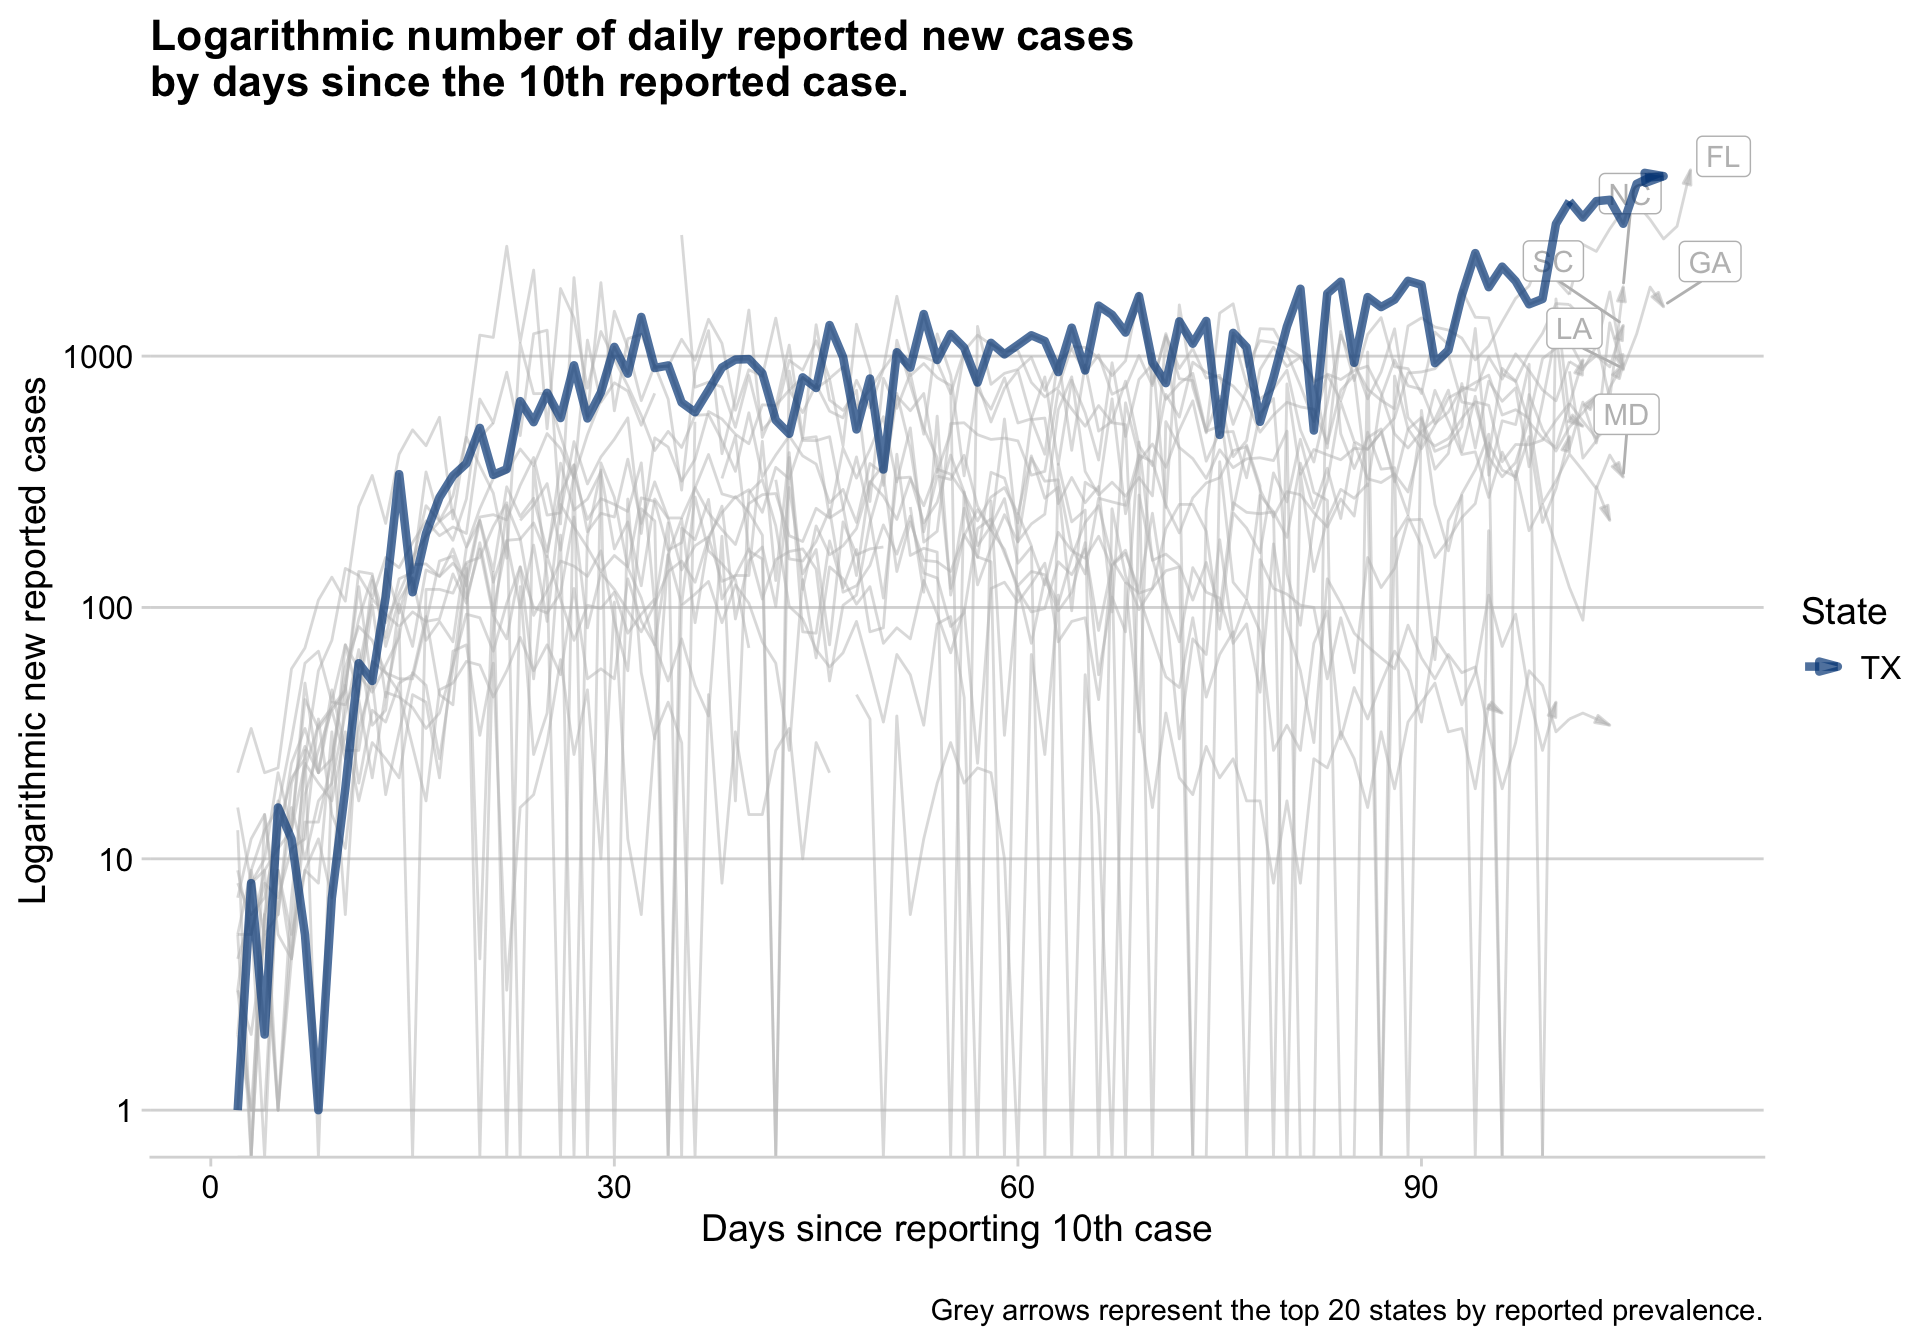 Logarithmic number of daily reported new cases
by days since the 10th reported case.
FL
NC
SC
GA
LA
MD
1000
100
10
1
Logarithmic new reported cases
0 30 60 90
Days since reporting 10th case
State
TX
Grey arrows represent the top 20 states by reported prevalence.